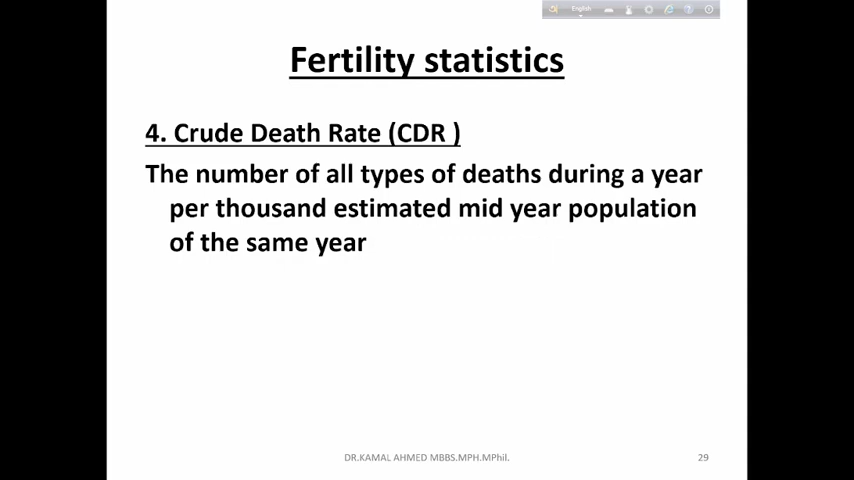 English
Fertility statistics
4. Crude Death Rate (CDR )
The number of all types of deaths during a year
per thousand estimated mid year population
of the same year
DR.KAMAL AHMED MBBS.MPH.MPhil.
29